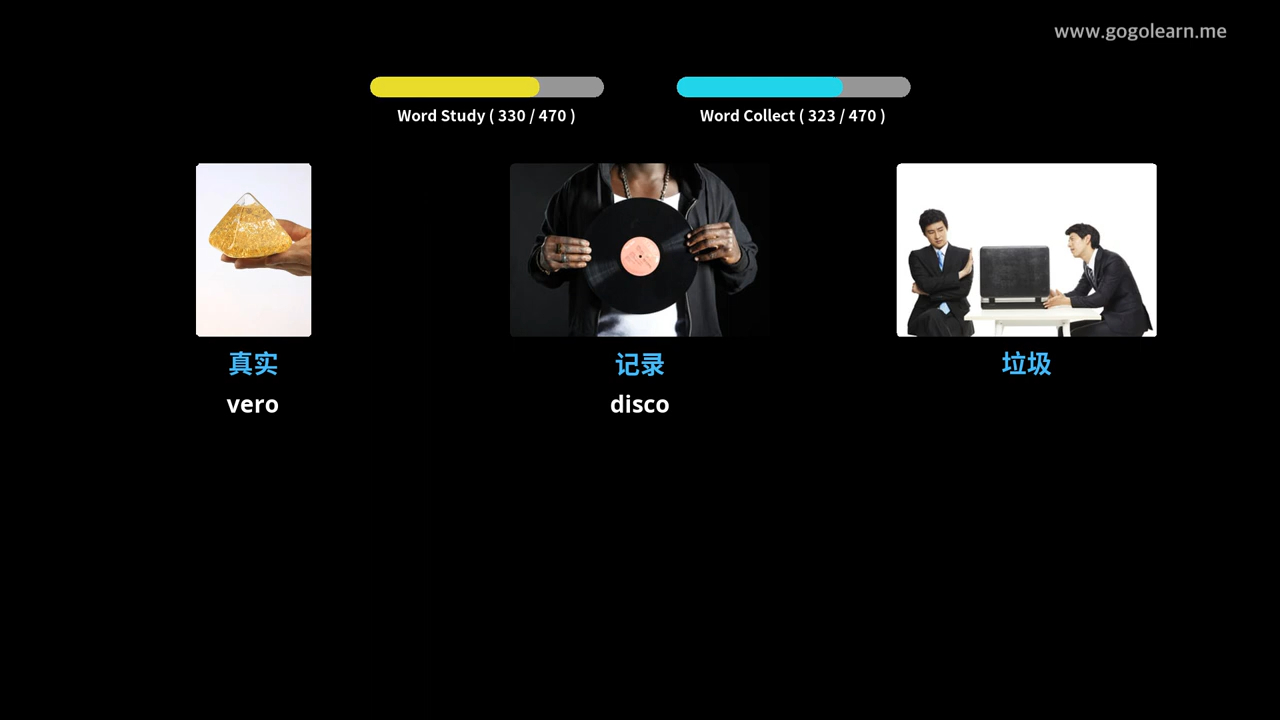 www.gogolearn.me
Word Study ( 330 / 470 )
Word Collect ( 323 / 470 )
真实
记录
垃圾
vero
disco